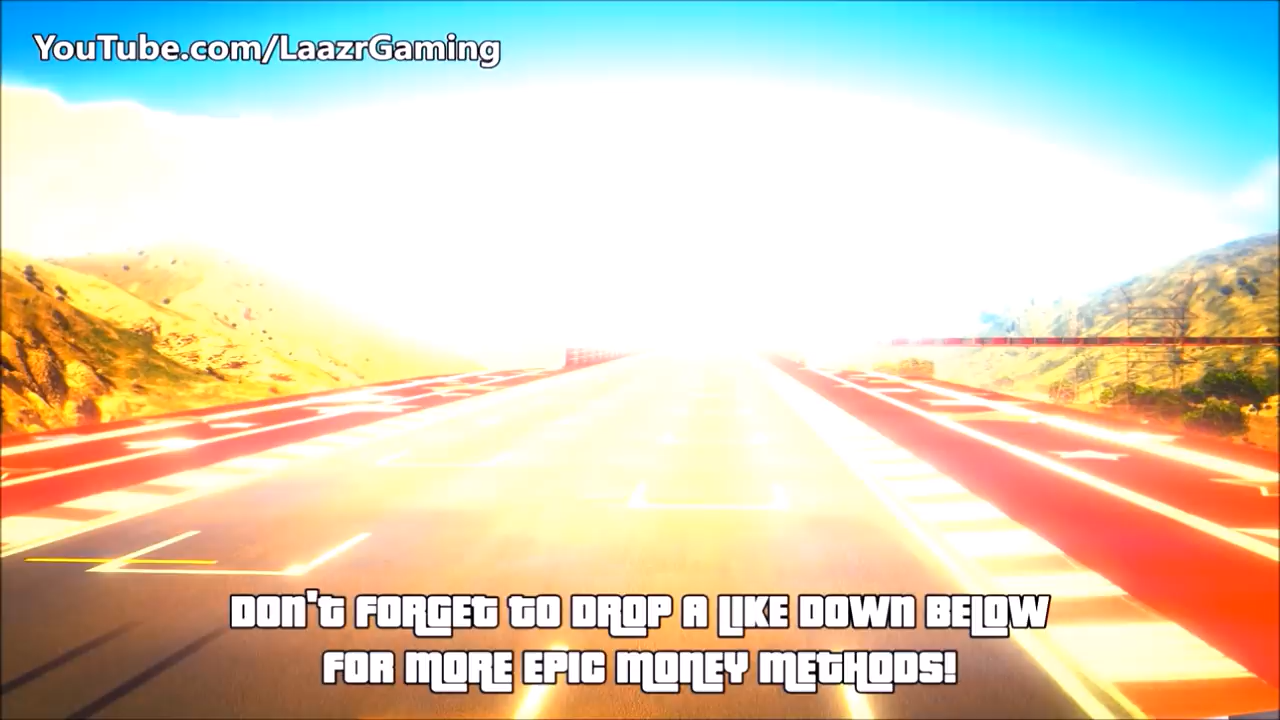 YouTube.com/LaazrGaming
DON'T FORGET TO DROP A LIKE DOWN BELOW
FOR MORE EPIC MONEY METHODS!